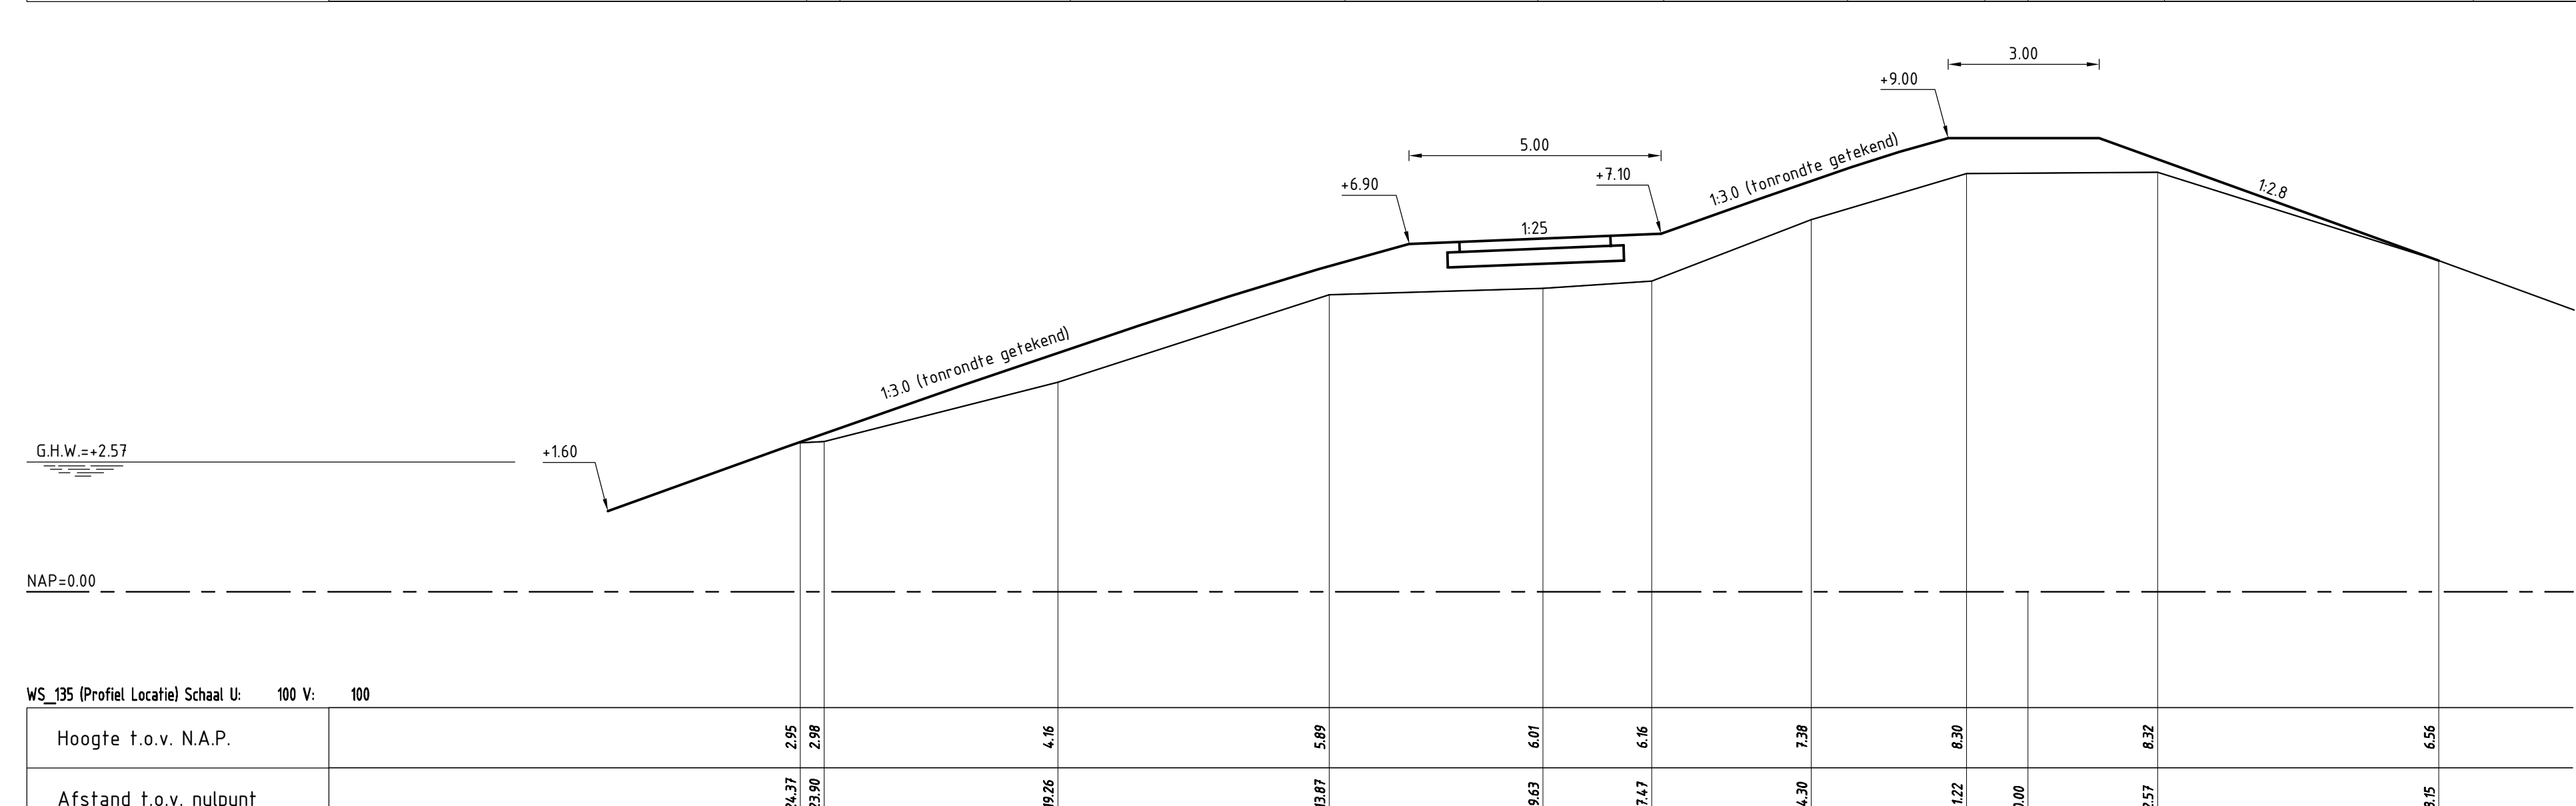 3.00
+9.00
5.00
+6.90
+7.10
1:3.0 (tonrondte getekend)
1:2.8
1:25
1:3.0 (tonrondte getekend)
G.H.W.=+2.57
+1.60
NAP=0.00
WS_135 (Profiel Locatie) Schaal U: 100 V: 100
Hoogte t.o.v. N.A.P. 2.95 2.98 4.16 5.89 6.01 6.16 7.38 8.30 8.32 6.56
Afstand t.o.v. nulpunt